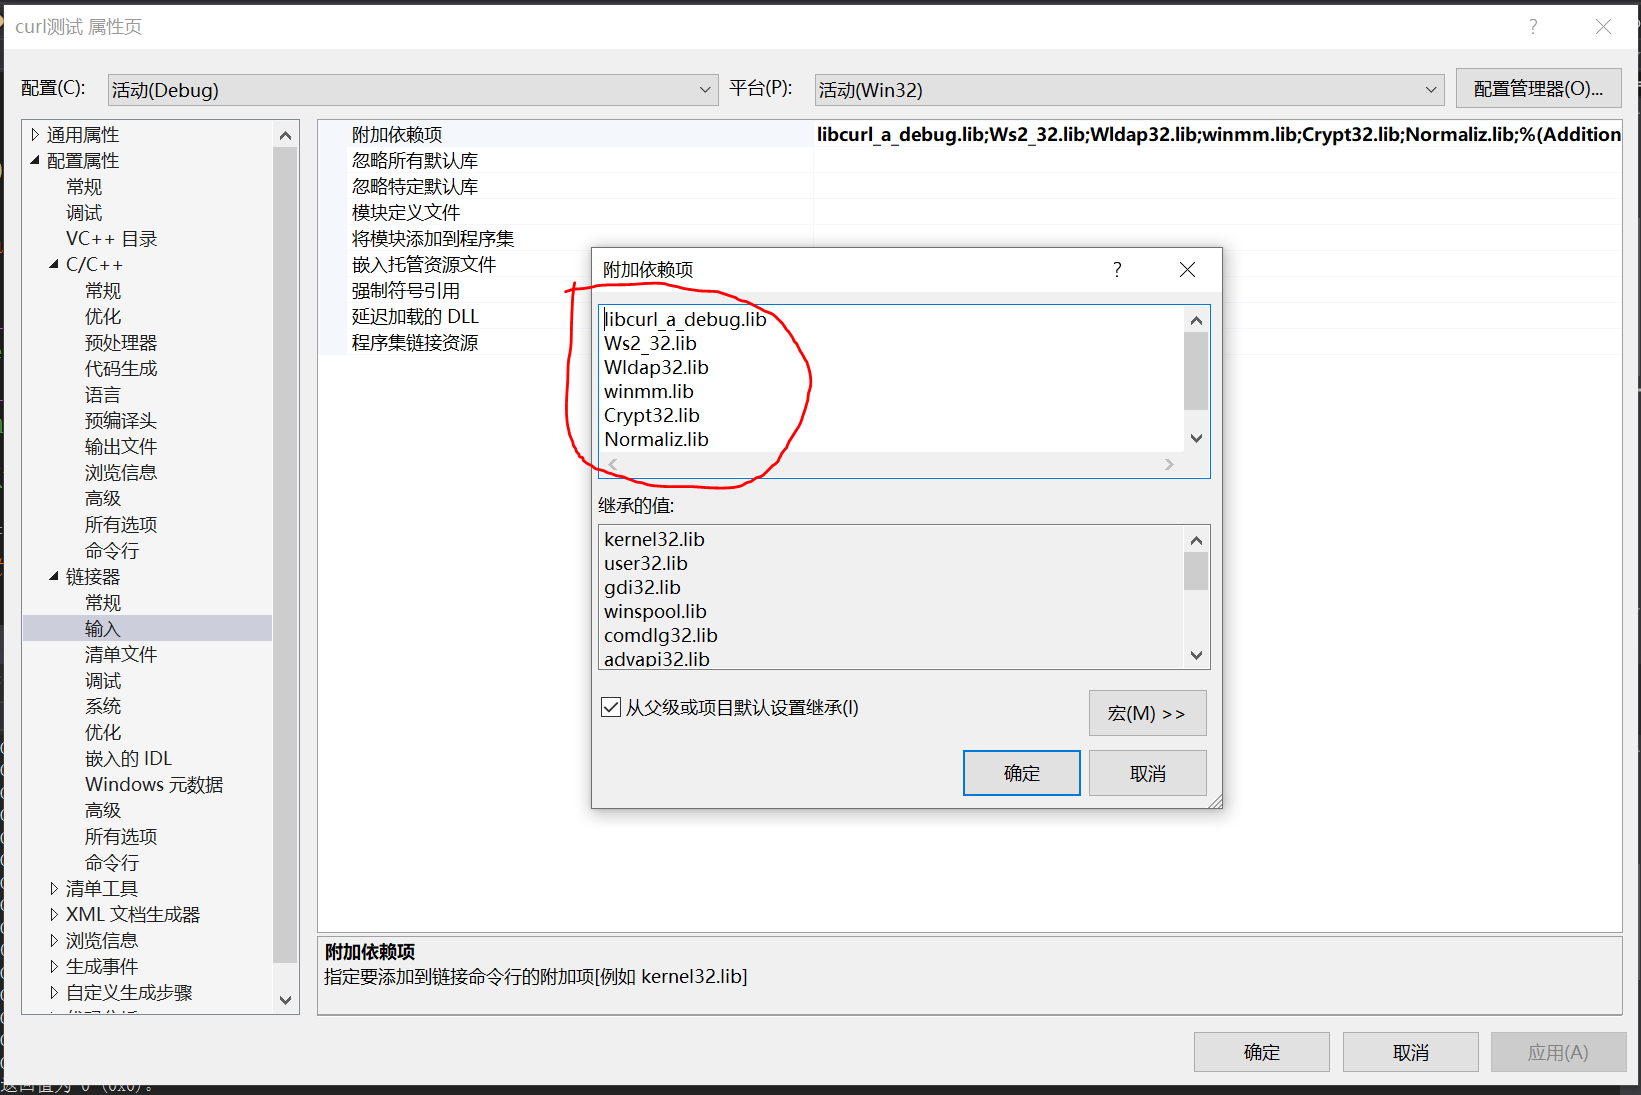 curl测试 属性页
配置(C):
活动(Debug)
平台(P):
活动(Win32)
配置管理器(O)...
通用属性
配置属性
常规
调试
VC++ 目录
C/C++
常规
优化
预处理器
代码生成
语言
预编译头
输出文件
浏览信息
高级
所有选项
命令行
链接器
常规
输入
清单文件
调试
系统
优化
嵌入的 IDL
Windows 元数据
高级
所有选项
命令行
清单工具
XML 文档生成器
浏览信息
生成事件
自定义生成步骤
附加依赖项
libcurl_a_debug.lib;Ws2_32.lib;Wldap32.lib;winmm.lib;Crypt32.lib;Normaliz.lib;%(Addition
忽略所有默认库
忽略特定默认库
模块定义文件
将模块添加到程序集
嵌入托管资源文件
强制符号引用
延迟加载的 DLL
程序集链接资源
附加依赖项
libcurl_a_debug.lib
Ws2_32.lib
Wldap32.lib
winmm.lib
Crypt32.lib
Normaliz.lib
继承的值:
kernel32.lib
user32.lib
gdi32.lib
winspool.lib
comdlg32.lib
advapi32.lib
从父级或项目默认设置继承(I)
宏(M) >>
确定
取消
附加依赖项
指定要添加到链接命令行的附加项[例如 kernel32.lib]
确定
取消
应用(A)